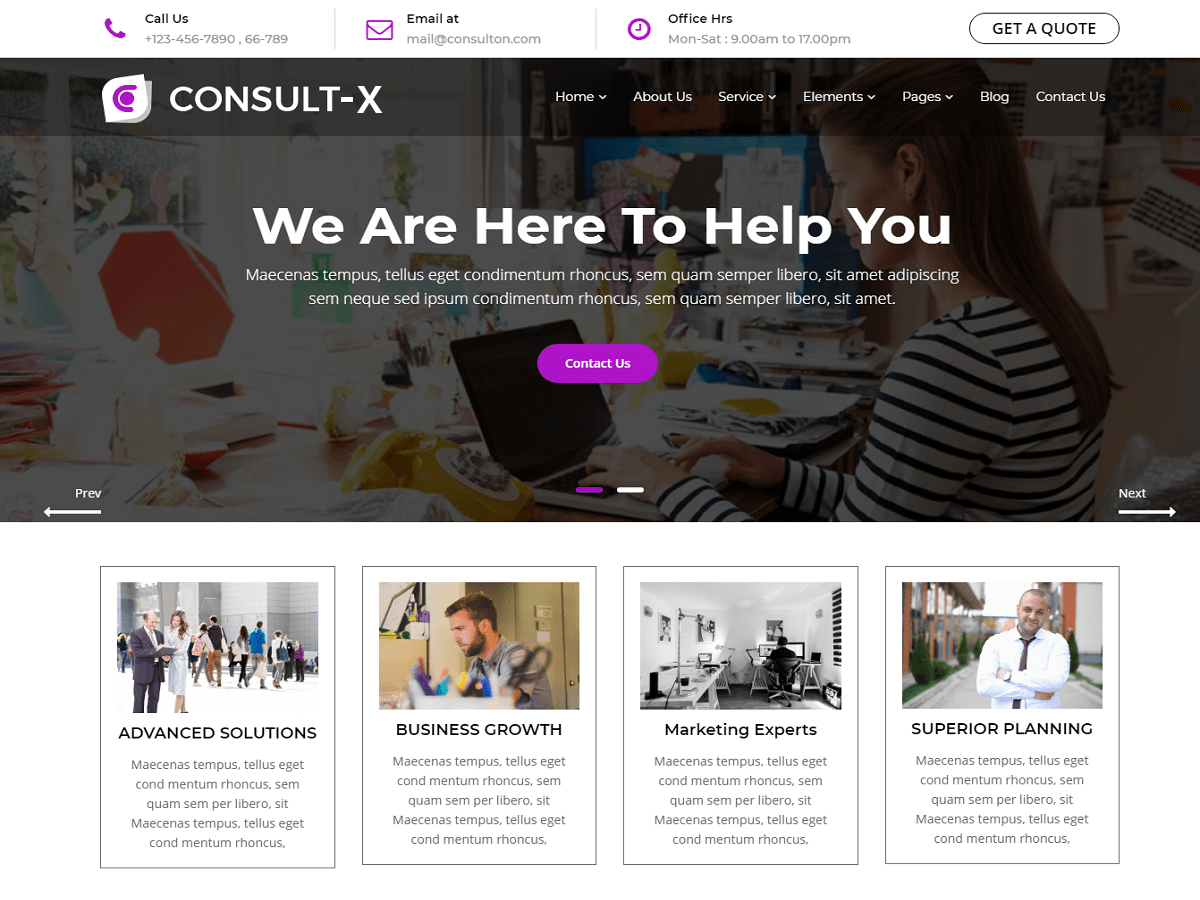 Call Us
+123-456-7890 , 66-789
Email at
mail@consulton.com
Office Hrs
Mon-Sat : 9.00am to 17.00pm
GET A QUOTE
CONSULT-X
Home
About Us
Service
Elements
Pages
Blog
Contact Us
We Are Here To Help You
Maecenas tempus, tellus eget condimentum rhoncus, sem quam semper libero, sit amet adipiscing
sem neque sed ipsum condimentum rhoncus, sem quam semper libero, sit amet.
Contact Us
Prev
Next
ADVANCED SOLUTIONS
Maecenas tempus, tellus eget
cond mentum rhoncus, sem
quam sem per libero, sit
Maecenas tempus, tellus eget
cond mentum rhoncus,
BUSINESS GROWTH
Maecenas tempus, tellus eget
cond mentum rhoncus, sem
quam sem per libero, sit
Maecenas tempus, tellus eget
cond mentum rhoncus,
Marketing Experts
Maecenas tempus, tellus eget
cond mentum rhoncus, sem
quam sem per libero, sit
Maecenas tempus, tellus eget
cond mentum rhoncus,
SUPERIOR PLANNING
Maecenas tempus, tellus eget
cond mentum rhoncus, sem
quam sem per libero, sit
Maecenas tempus, tellus eget
cond mentum rhoncus,